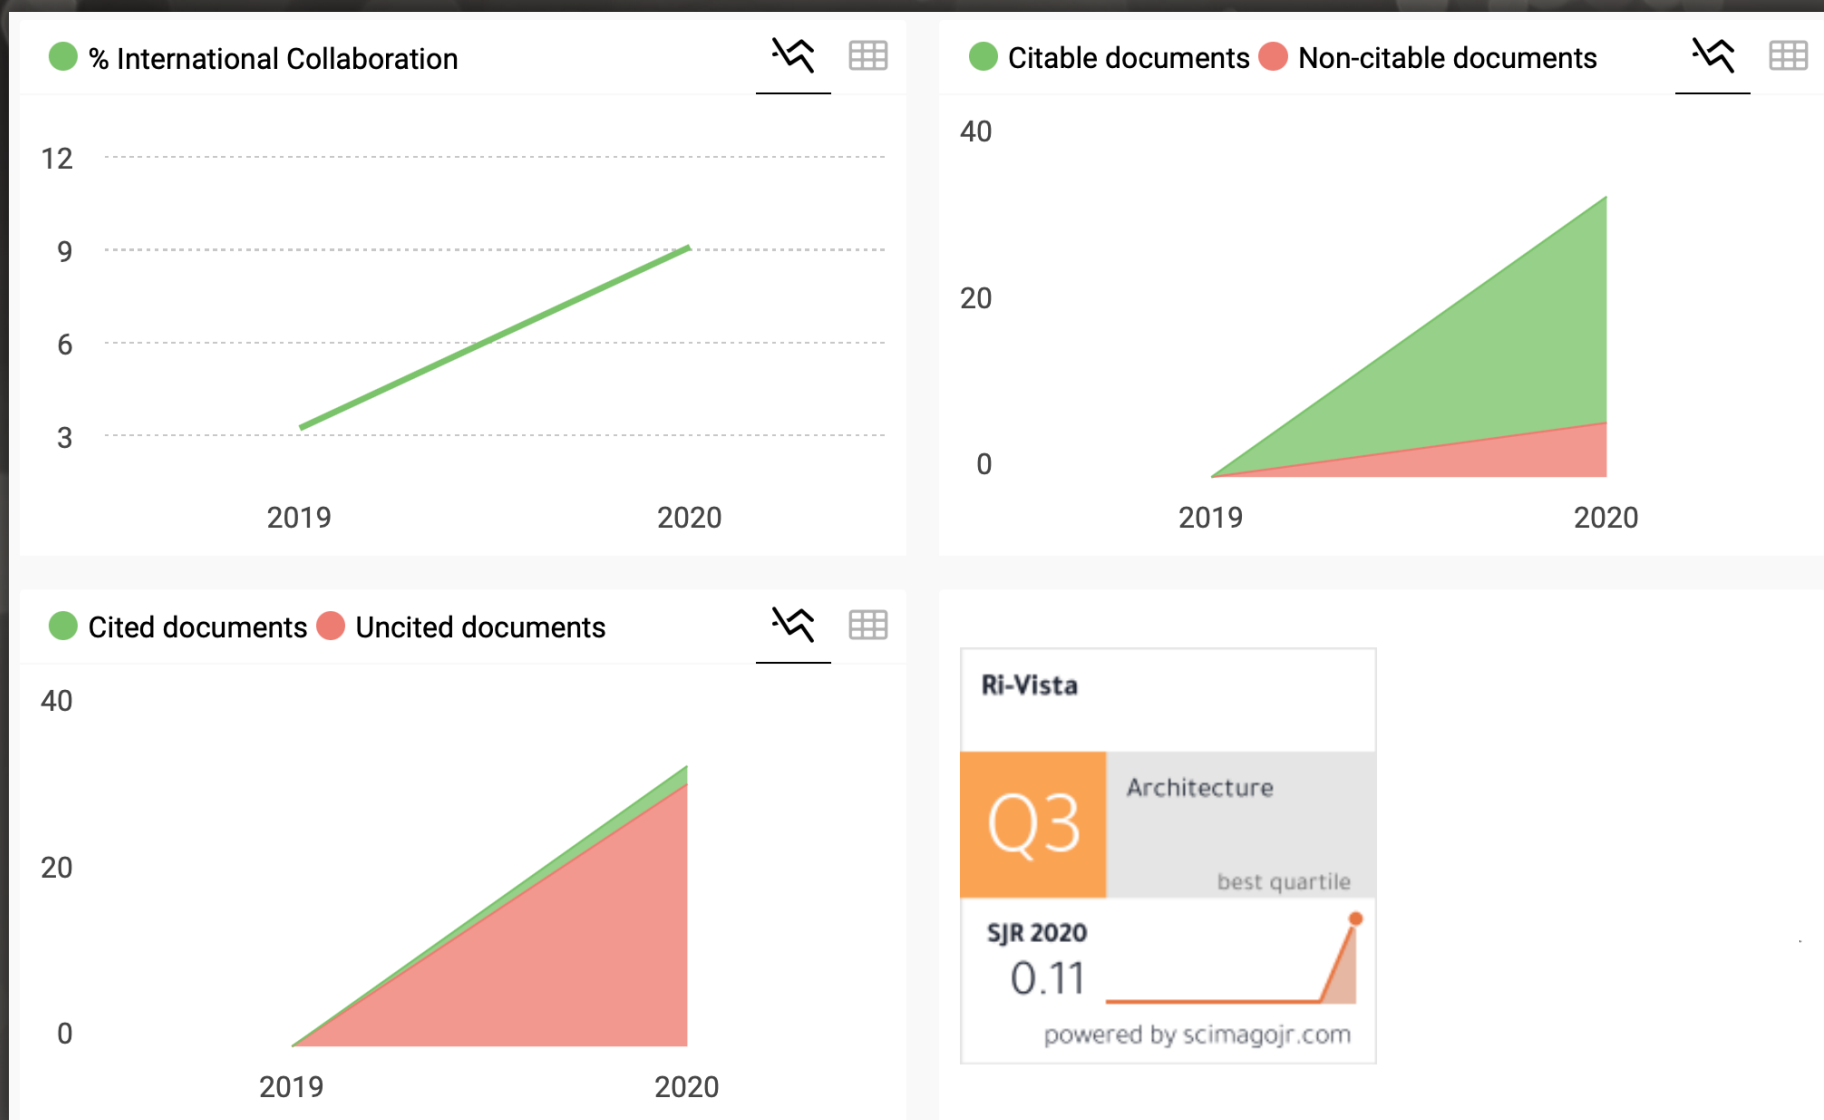 % International Collaboration
12
9
6
3
2019 2020
Citable documents Non-citable documents
40
20
0
2019 2020
Cited documents Uncited documents
40
20
0
2019 2020
Ri-Vista
Q3
Architecture
best quartile
SJR 2020
0.11
powered by scimagojr.com